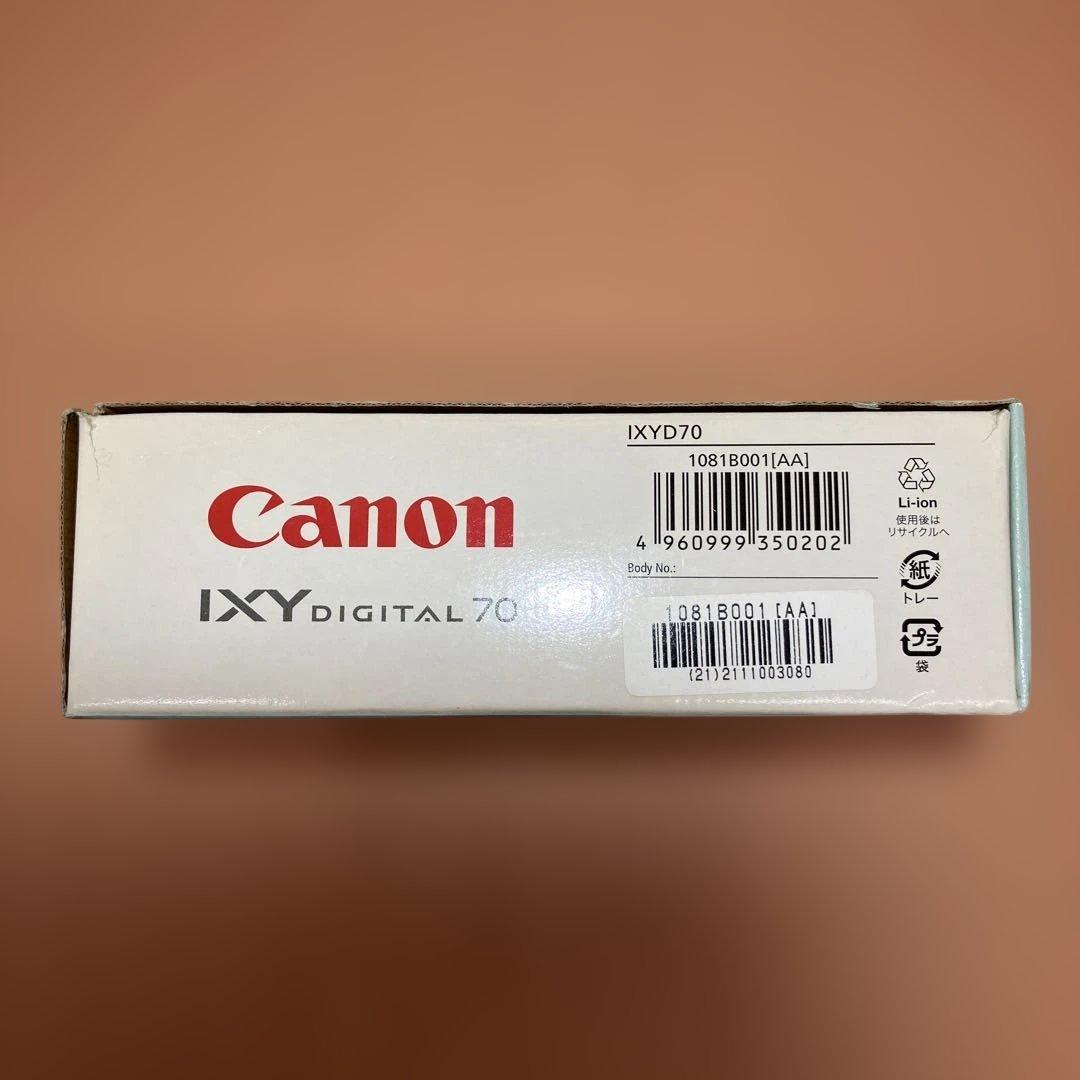 Canon
IXY DIGITAL 70
IXYD70
1081B001[AA]
4 960999 350202
Body No.:
1081B001[AA]
(21)2111003080
Li-ion
使用後は
リサイクルへ
紙
トレー
プラ
袋